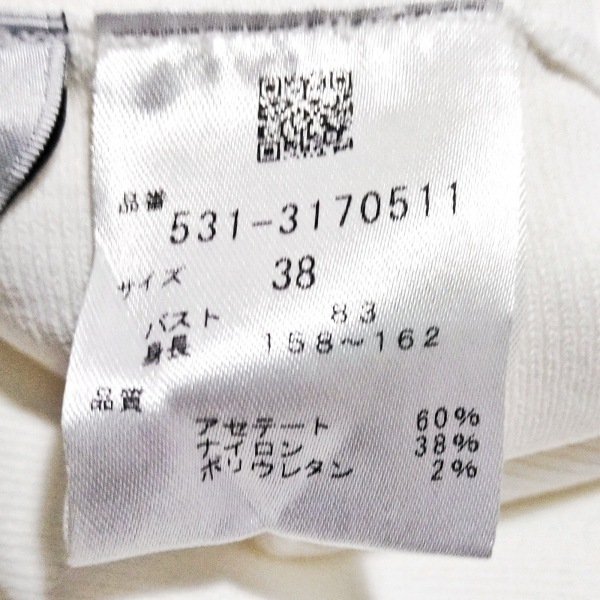 品番
531-3170511
サイズ 38
バスト 83
身長 158～162
品質
アセテート 60%
ナイロン 38%
ポリウレタン 2%